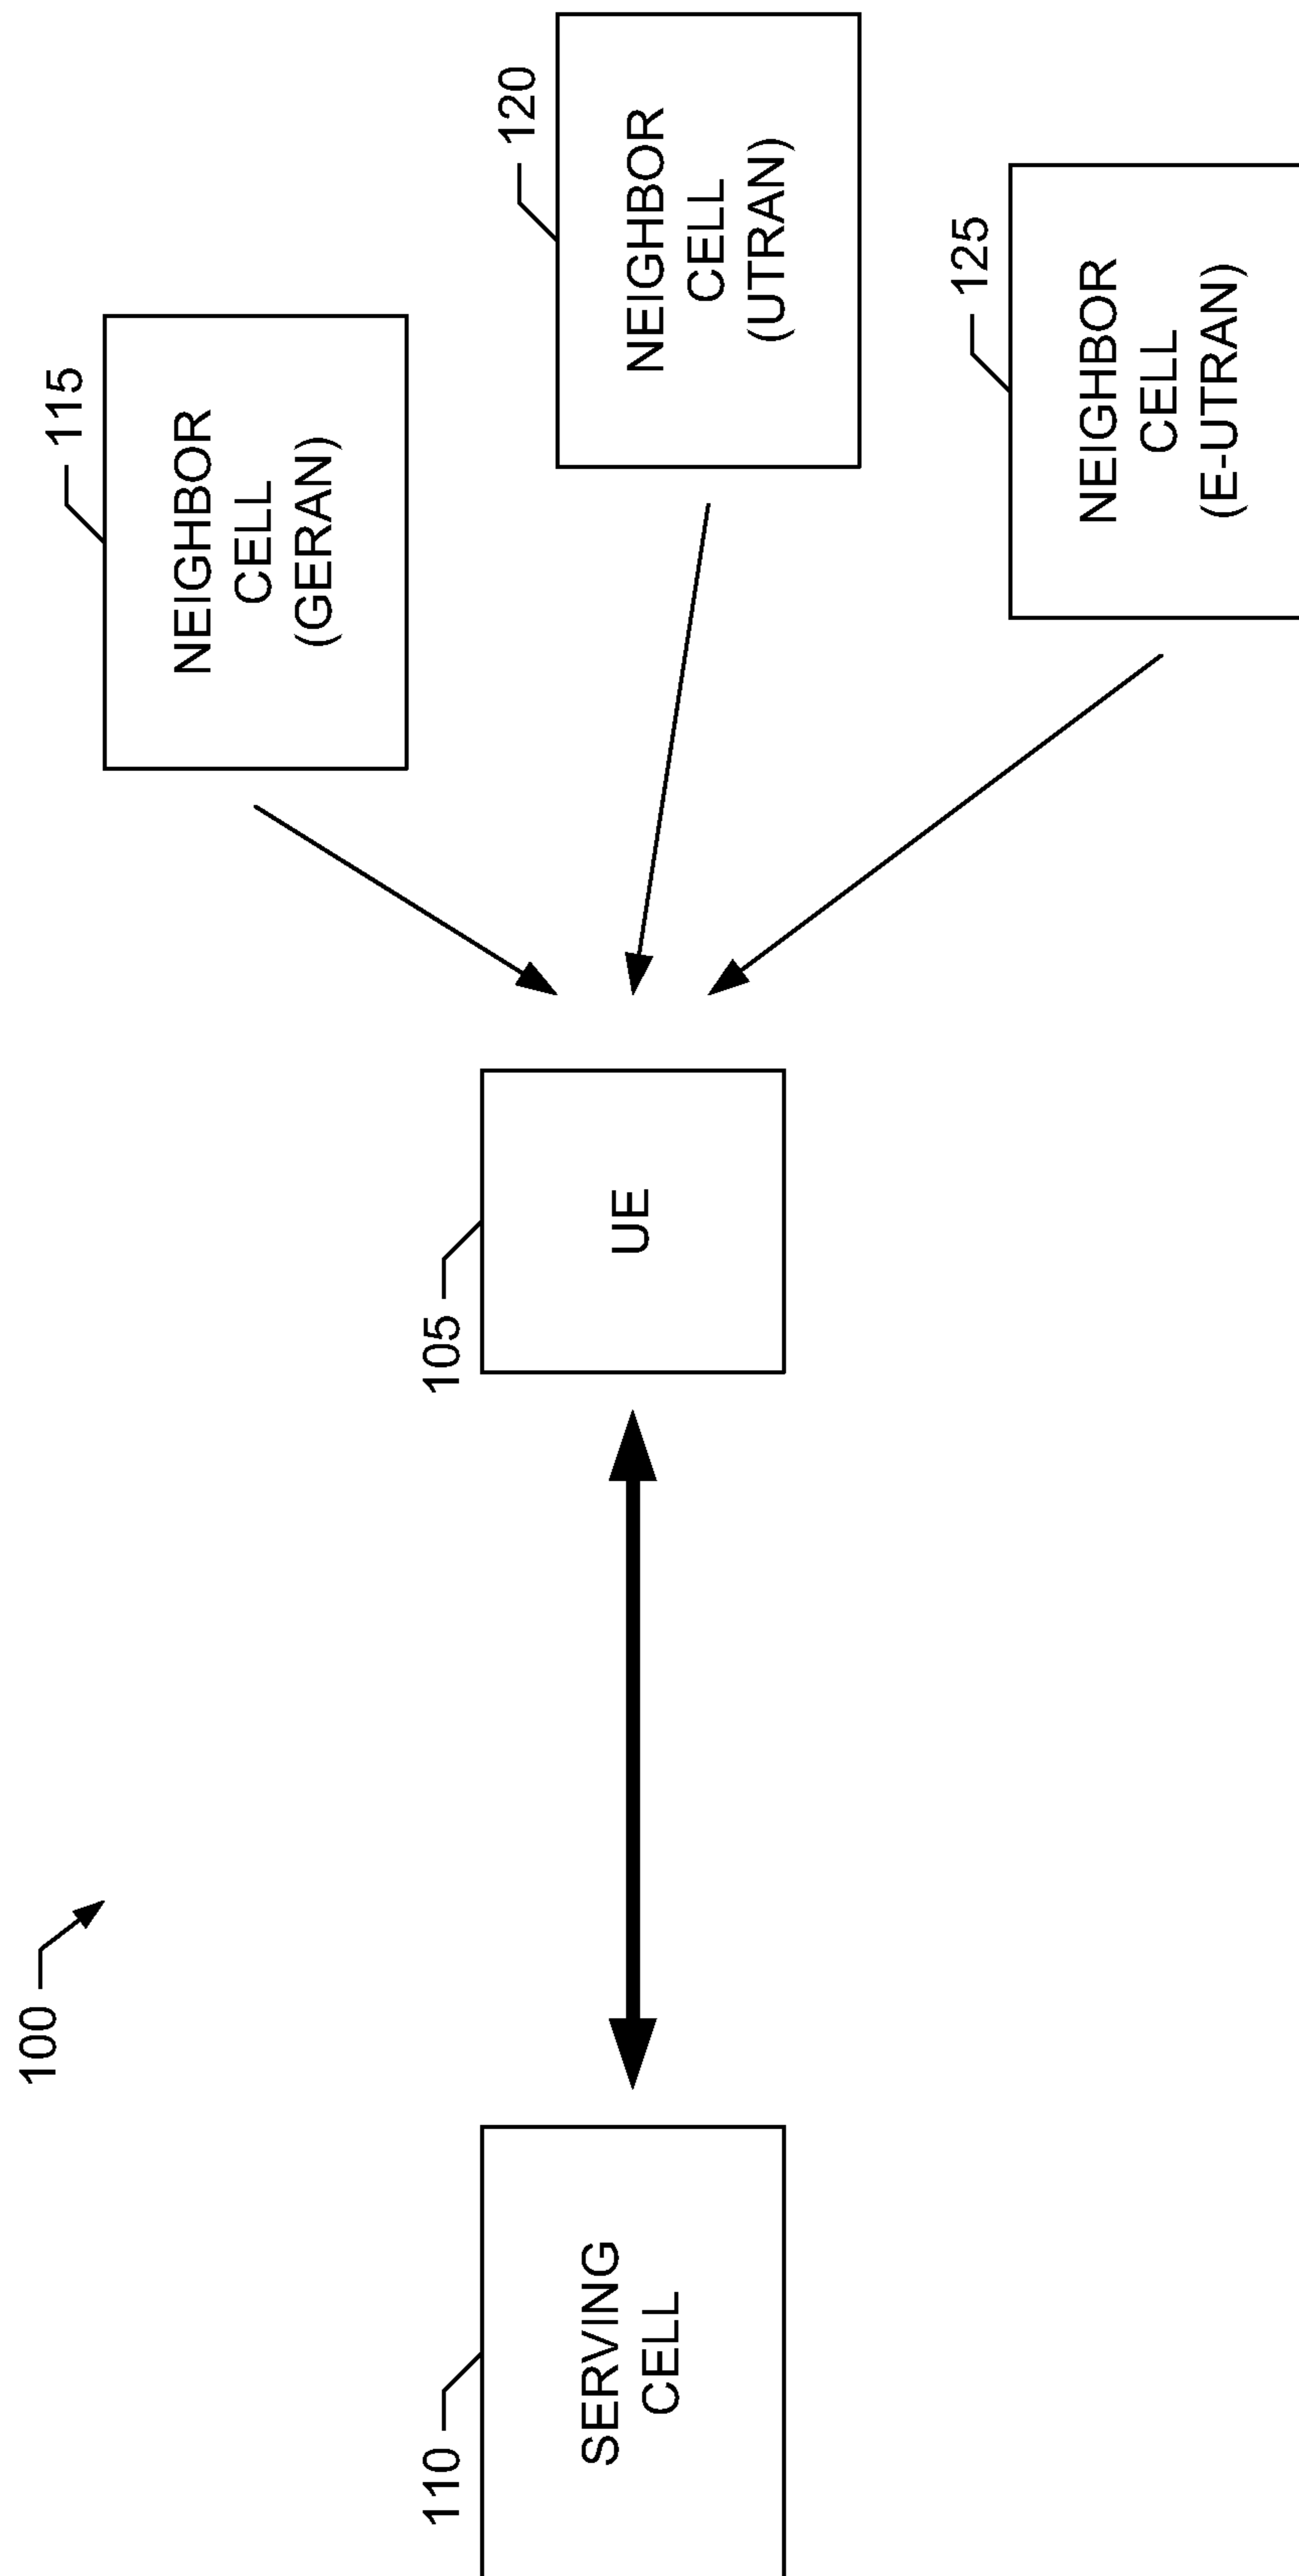 100
115
NEIGHBOR
CELL
(GERAN)
110
SERVING
CELL
105
UE
120
NEIGHBOR
CELL
(UTRAN)
125
NEIGHBOR
CELL
(E-UTRAN)